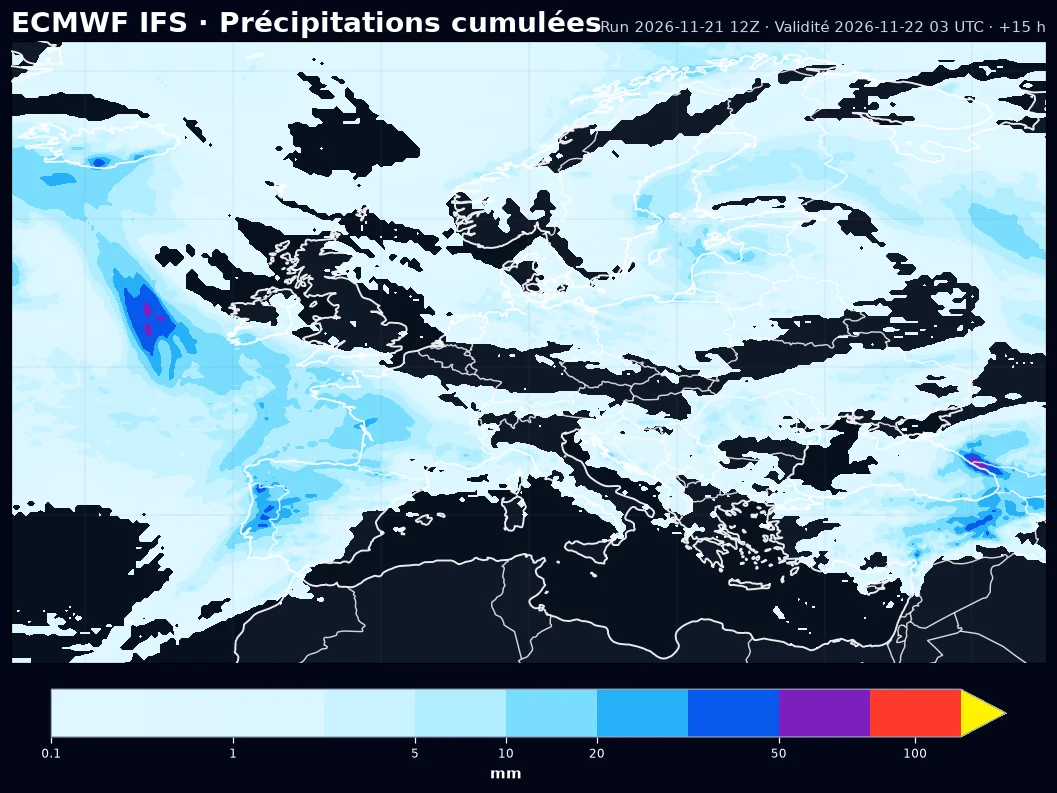 ECMWF IFS · Précipitations cumulées
Run 2026-11-21 12Z · Validité 2026-11-22 03 UTC · +15 h
0.1 1 5 10 20 50 100
mm